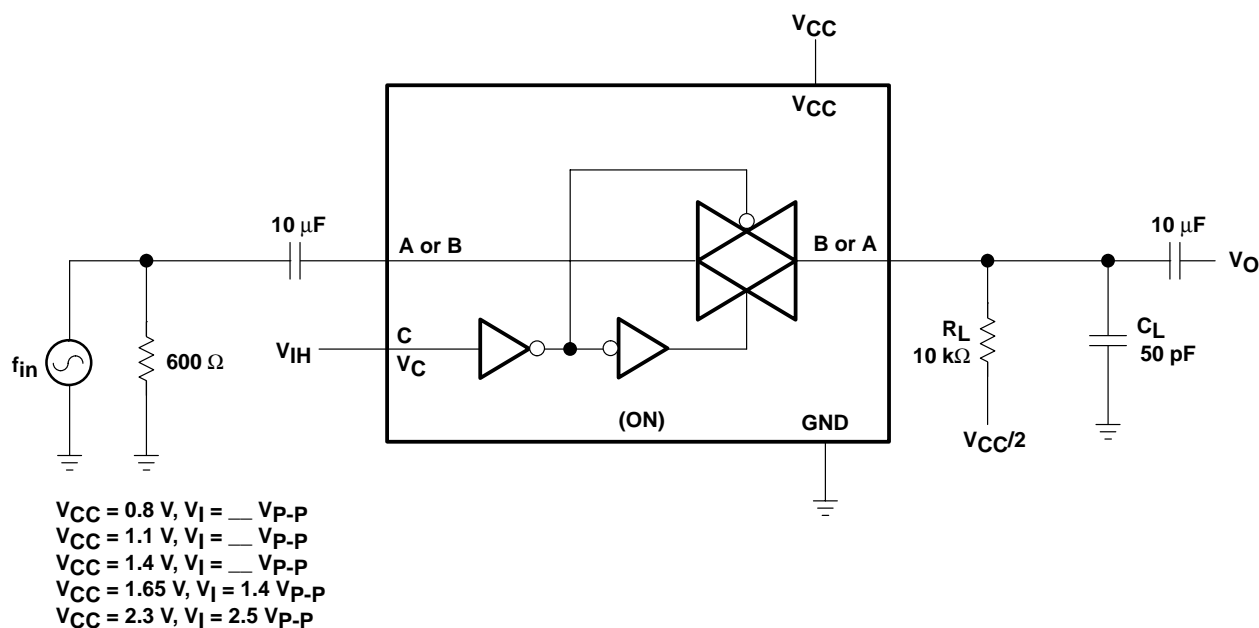 VCC
VCC
10 μF
A or B
B or A
10 μF
VO
fin
600 Ω
VIH
C
VC
RL
10 kΩ
CL
50 pF
(ON)
GND
VCC/2
VCC = 0.8 V, VI = __ VP-P
VCC = 1.1 V, VI = __ VP-P
VCC = 1.4 V, VI = __ VP-P
VCC = 1.65 V, VI = 1.4 VP-P
VCC = 2.3 V, VI = 2.5 VP-P